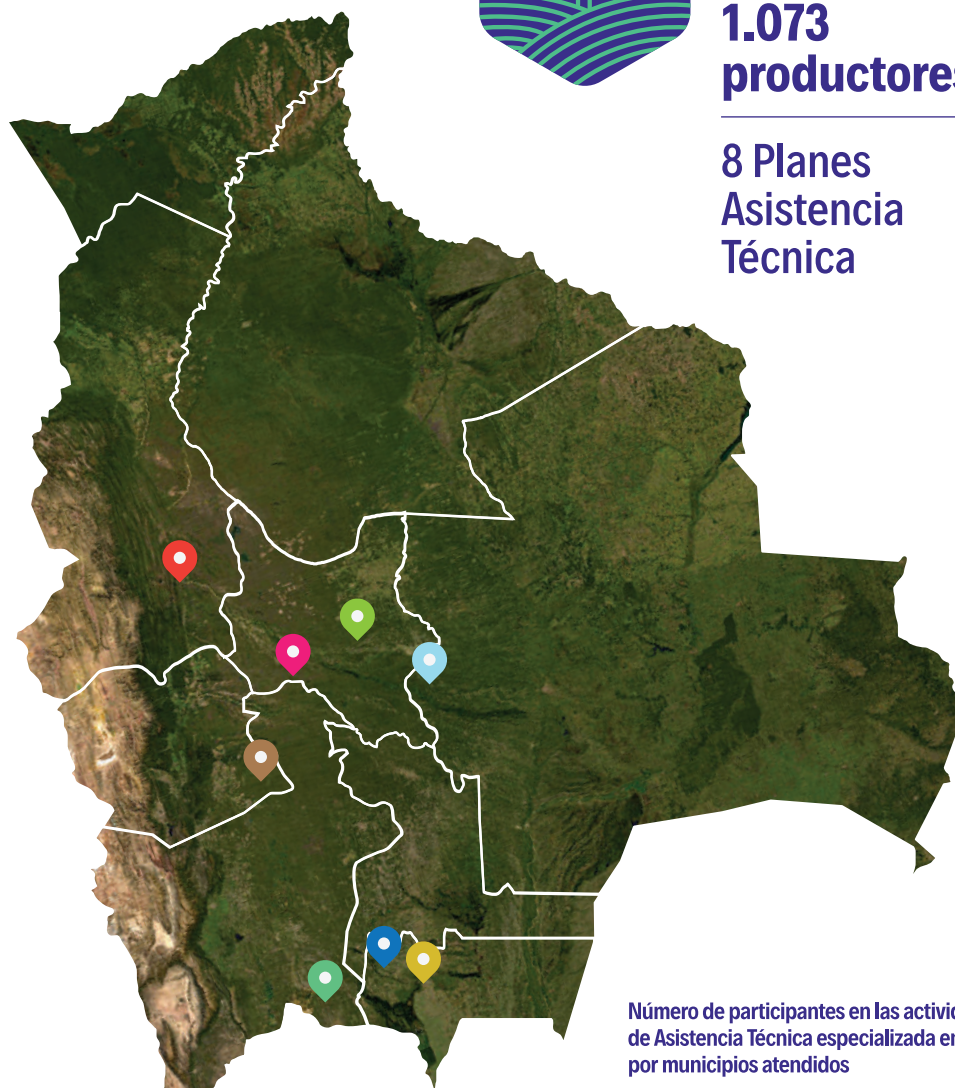 1.073
productores
8 Planes
Asistencia
Técnica
Número de participantes en las activid
de Asistencia Técnica especializada en
por municipios atendidos